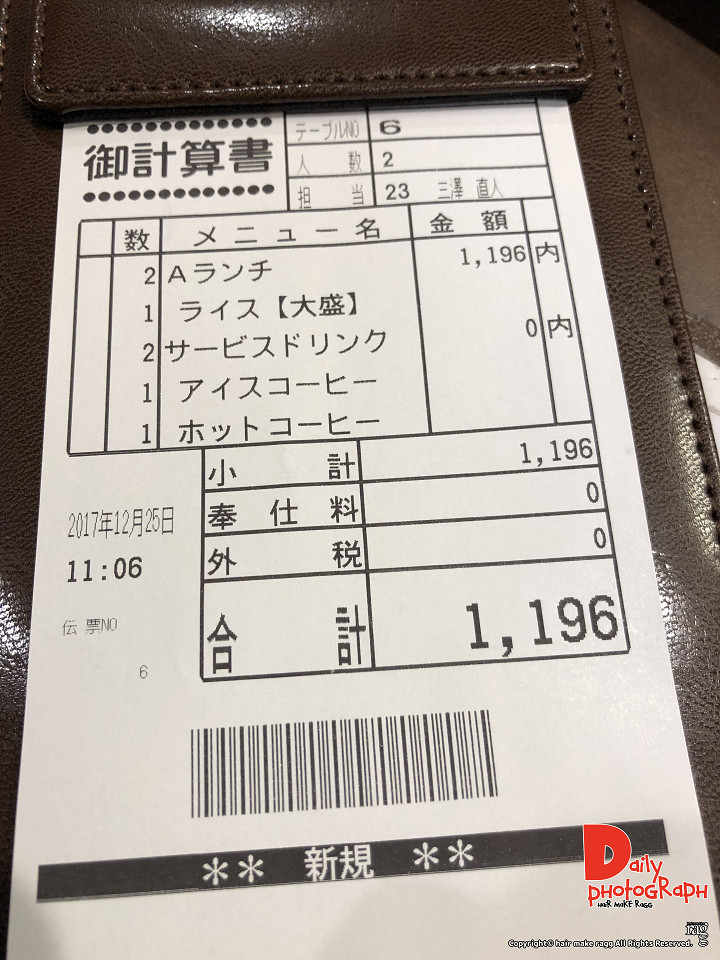 御計算書
テーブルNO 6
人数 2
担当 23 三澤 直人
数 メニュー名 金額
2 Aランチ 1,196 内
1 ライス【大盛】
2 サービスドリンク 0 内
1 アイスコーヒー
1 ホットコーヒー
小計 1,196
奉仕料 0
外税 0
合計 1,196
2017年12月25日
11:06
伝票NO
6
** 新規 **
Daily
PHOTOGRAPH
HAIR MAKE RAGG
ragg
Copyright© hair make ragg All Rights Reserved.